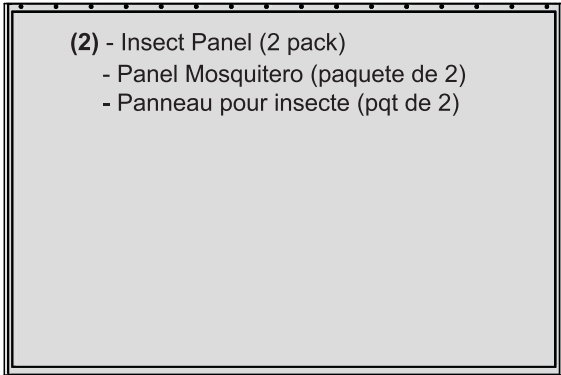 (2) - Insect Panel (2 pack)
- Panel Mosquitero (paquete de 2)
- Panneau pour insecte (pqt de 2)